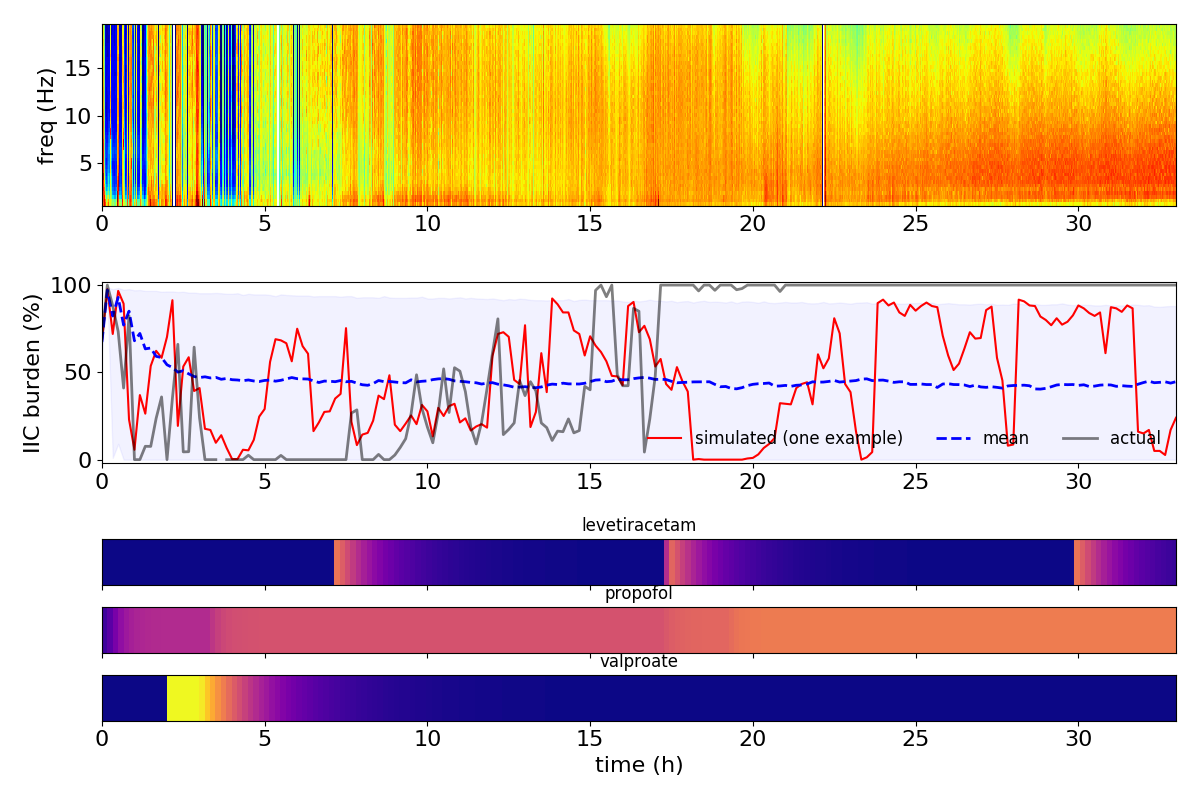 freq (Hz)
15
10
5
0 5 10 15 20 25 30
IIC burden (%)
100
50
0
simulated (one example) mean actual
0 5 10 15 20 25 30
levetiracetam
propofol
valproate
0 5 10 15 20 25 30
time (h)